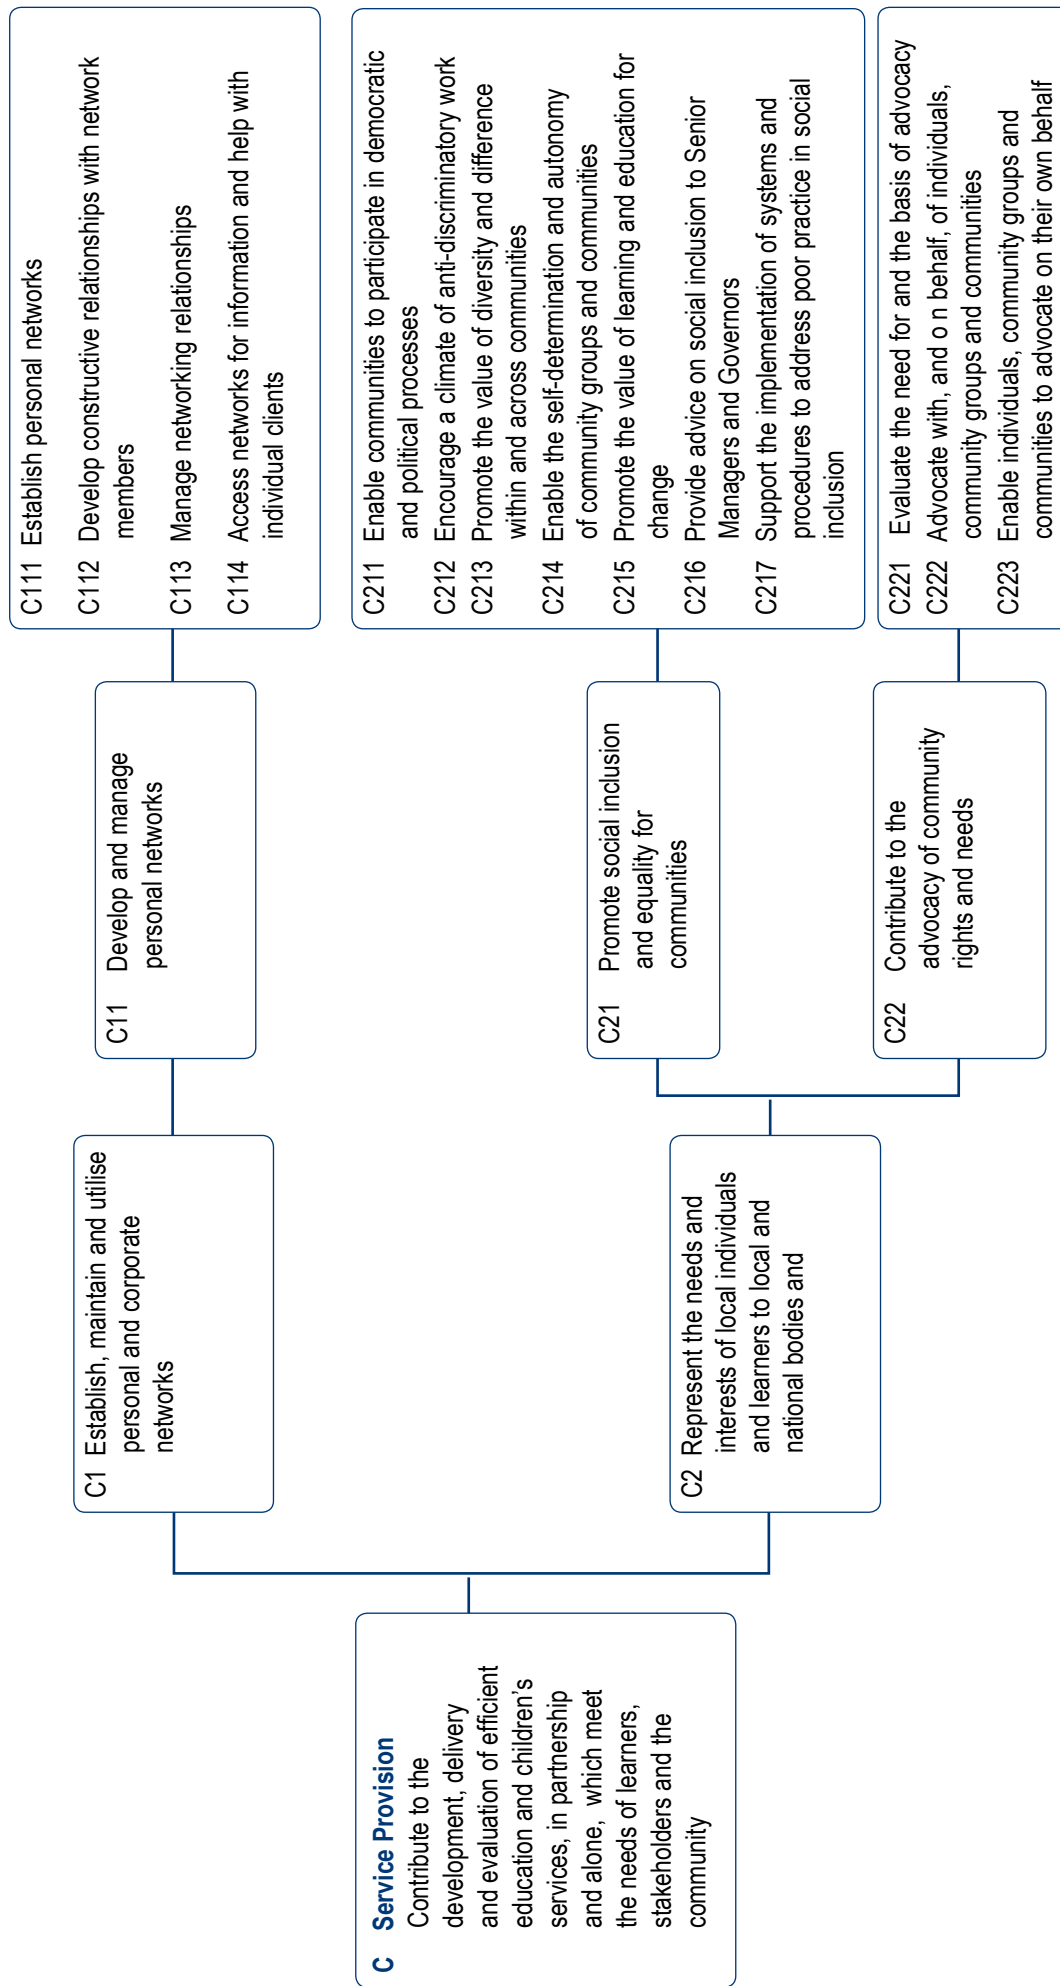 C Service Provision
Contribute to the
development, delivery
and evaluation of efficient
education and children’s
services, in partnership
and alone, which meet
the needs of learners,
stakeholders and the
community
C1 Establish, maintain and utilise
personal and corporate
networks
C2 Represent the needs and
interests of local individuals
and learners to local and
national bodies and
C11 Develop and manage
personal networks
C21 Promote social inclusion
and equality for
communities
C22 Contribute to the
advocacy of community
rights and needs
C111 Establish personal networks
C112 Develop constructive relationships with network
members
C113 Manage networking relationships
C114 Access networks for information and help with
individual clients
C211 Enable communities to participate in democratic
and political processes
C212 Encourage a climate of anti-discriminatory work
C213 Promote the value of diversity and difference
within and across communities
C214 Enable the self-determination and autonomy
of community groups and communities
C215 Promote the value of learning and education for
change
C216 Provide advice on social inclusion to Senior
Managers and Governors
C217 Support the implementation of systems and
procedures to address poor practice in social
inclusion
C221 Evaluate the need for and the basis of advocacy
C222 Advocate with, and o n behalf, of individuals,
community groups and communities
C223 Enable individuals, community groups and
communities to advocate on their own behalf